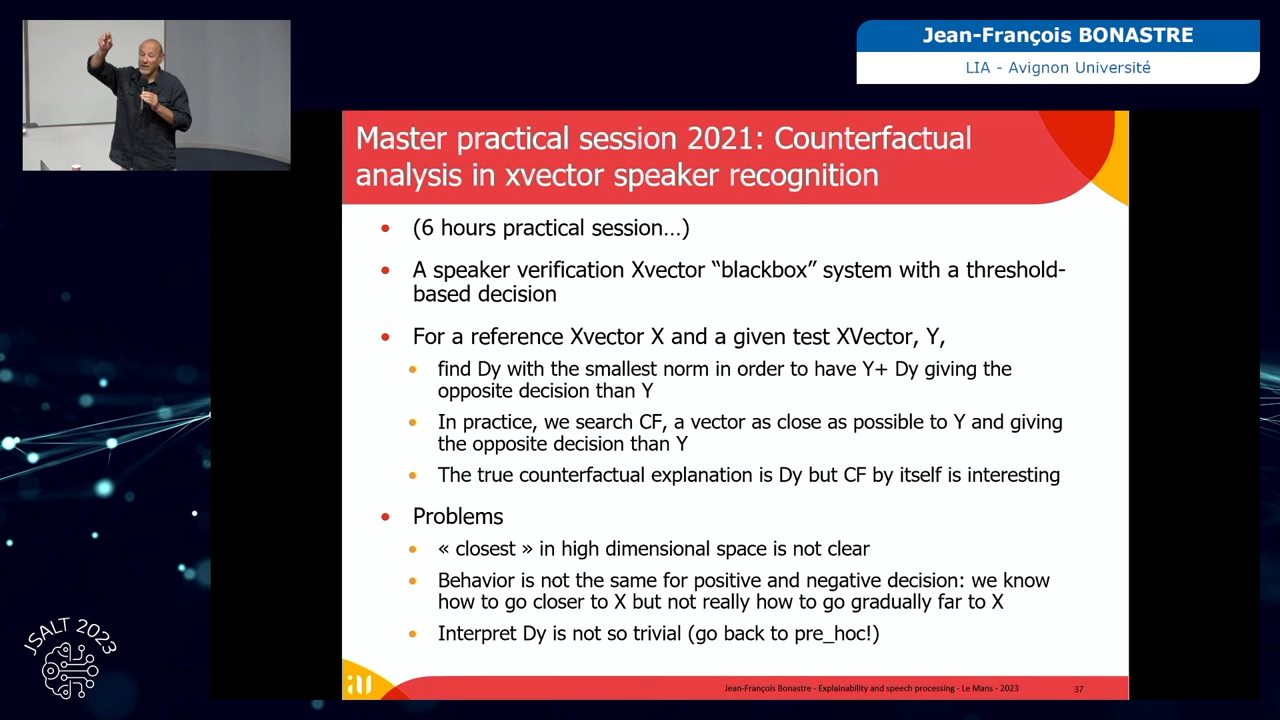 Jean-François BONASTRE
LIA - Avignon Université
Master practical session 2021: Counterfactual
analysis in xvector speaker recognition
• (6 hours practical session...)
• A speaker verification Xvector “blackbox” system with a threshold-
based decision
• For a reference Xvector X and a given test XVector, Y,
• find Dy with the smallest norm in order to have Y+ Dy giving the
opposite decision than Y
• In practice, we search CF, a vector as close as possible to Y and giving
the opposite decision than Y
• The true counterfactual explanation is Dy but CF by itself is interesting
• Problems
• « closest » in high dimensional space is not clear
• Behavior is not the same for positive and negative decision: we know
how to go closer to X but not really how to go gradually far to X
• Interpret Dy is not so trivial (go back to pre_hoc!)
Jean-François Bonastre - Explainability and speech processing - Le Mans - 2023
37
JSALT 2023
au